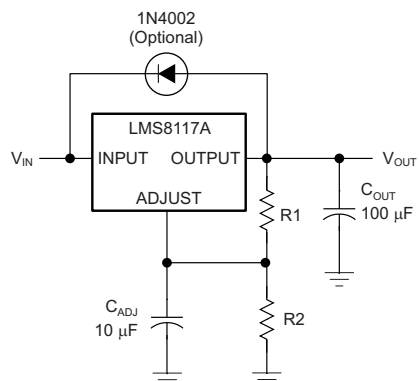 1N4002
(Optional)
LMS8117A
VIN
INPUT OUTPUT
VOUT
ADJUST
R1
COUT
100 μF
CADJ
10 μF
R2